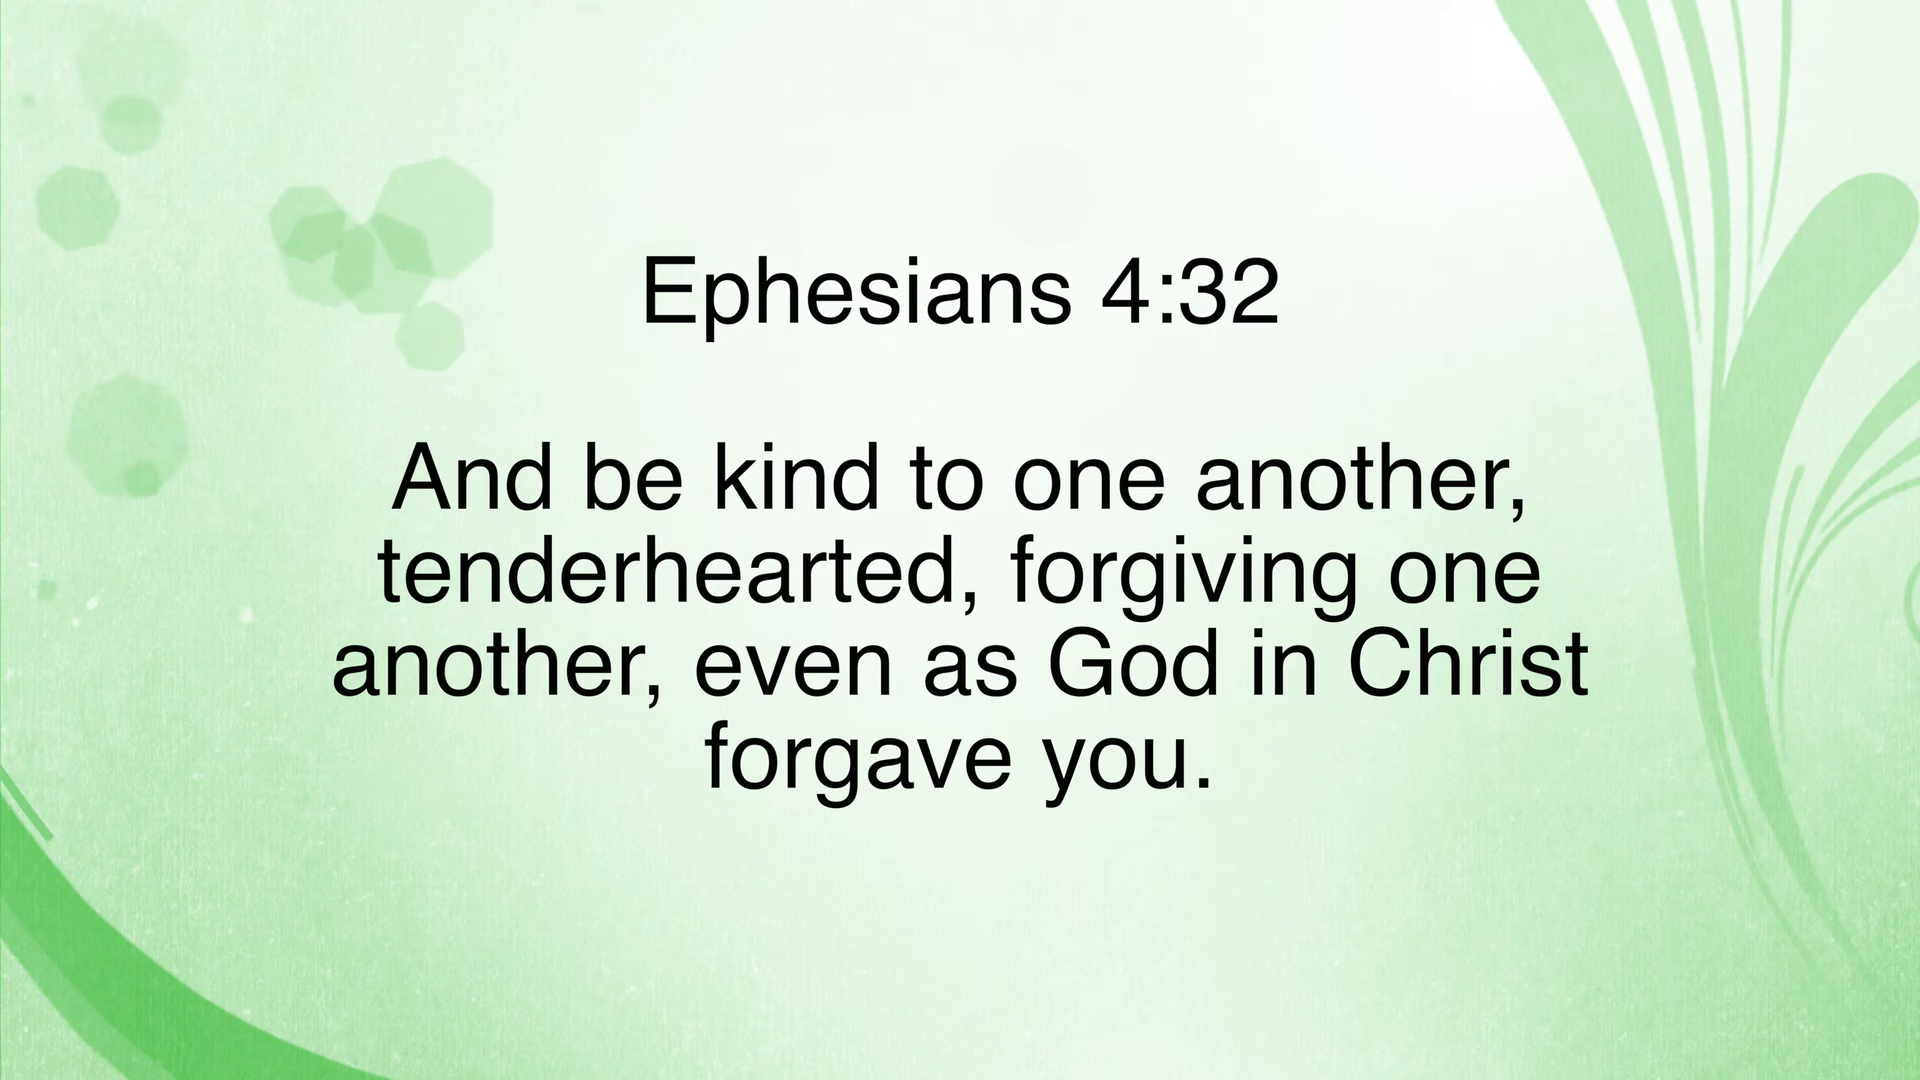 Ephesians 4:32
And be kind to one another,
tenderhearted, forgiving one
another, even as God in Christ
forgave you.